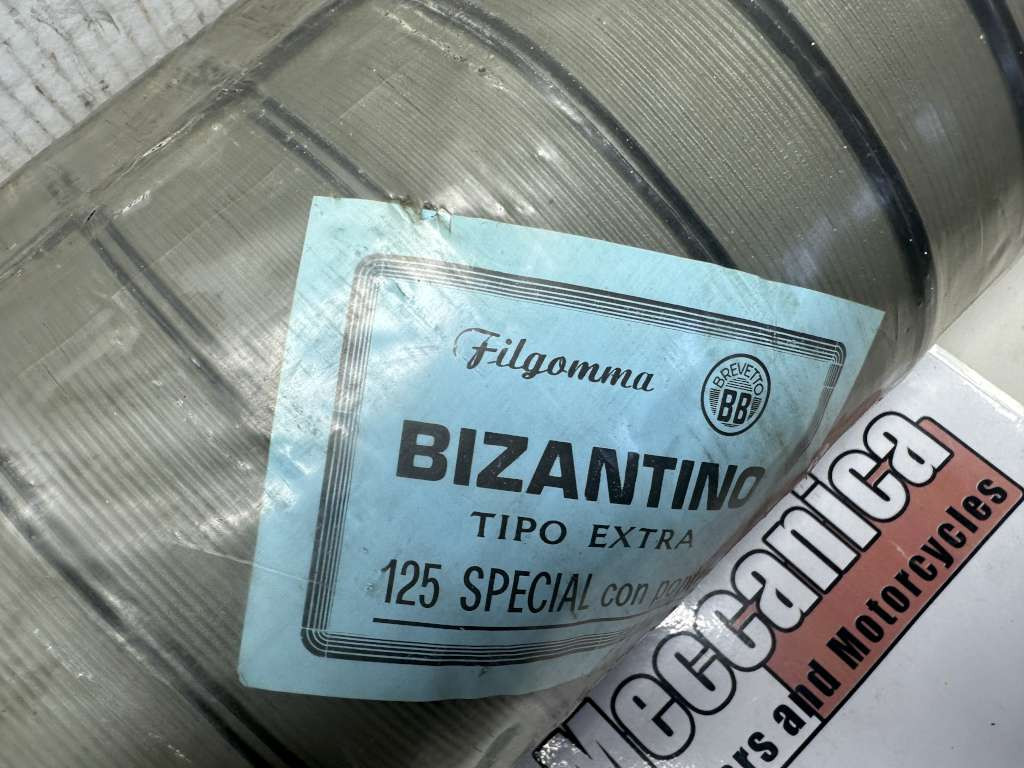 Filgomma
BREVETTO
BB
BIZANTINO
TIPO EXTRA
125 SPECIAL con
Meccanica
and Motorcycles